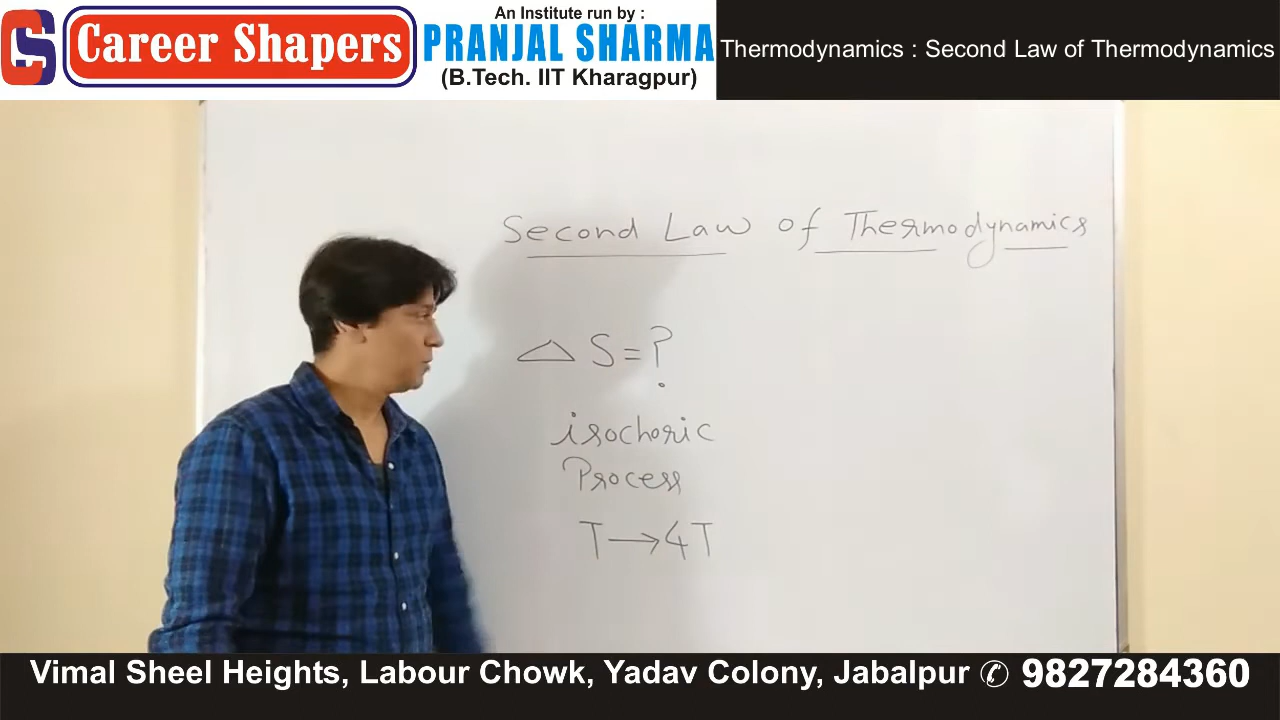 CS
Career Shapers
An Institute run by :
PRANJAL SHARMA
(B.Tech. IIT Kharagpur)
Thermodynamics : Second Law of Thermodynamics
Second Law of Thermodynamics
△ S = ?
isochoric
Process
T → 4T
Vimal Sheel Heights, Labour Chowk, Yadav Colony, Jabalpur ✆ 9827284360